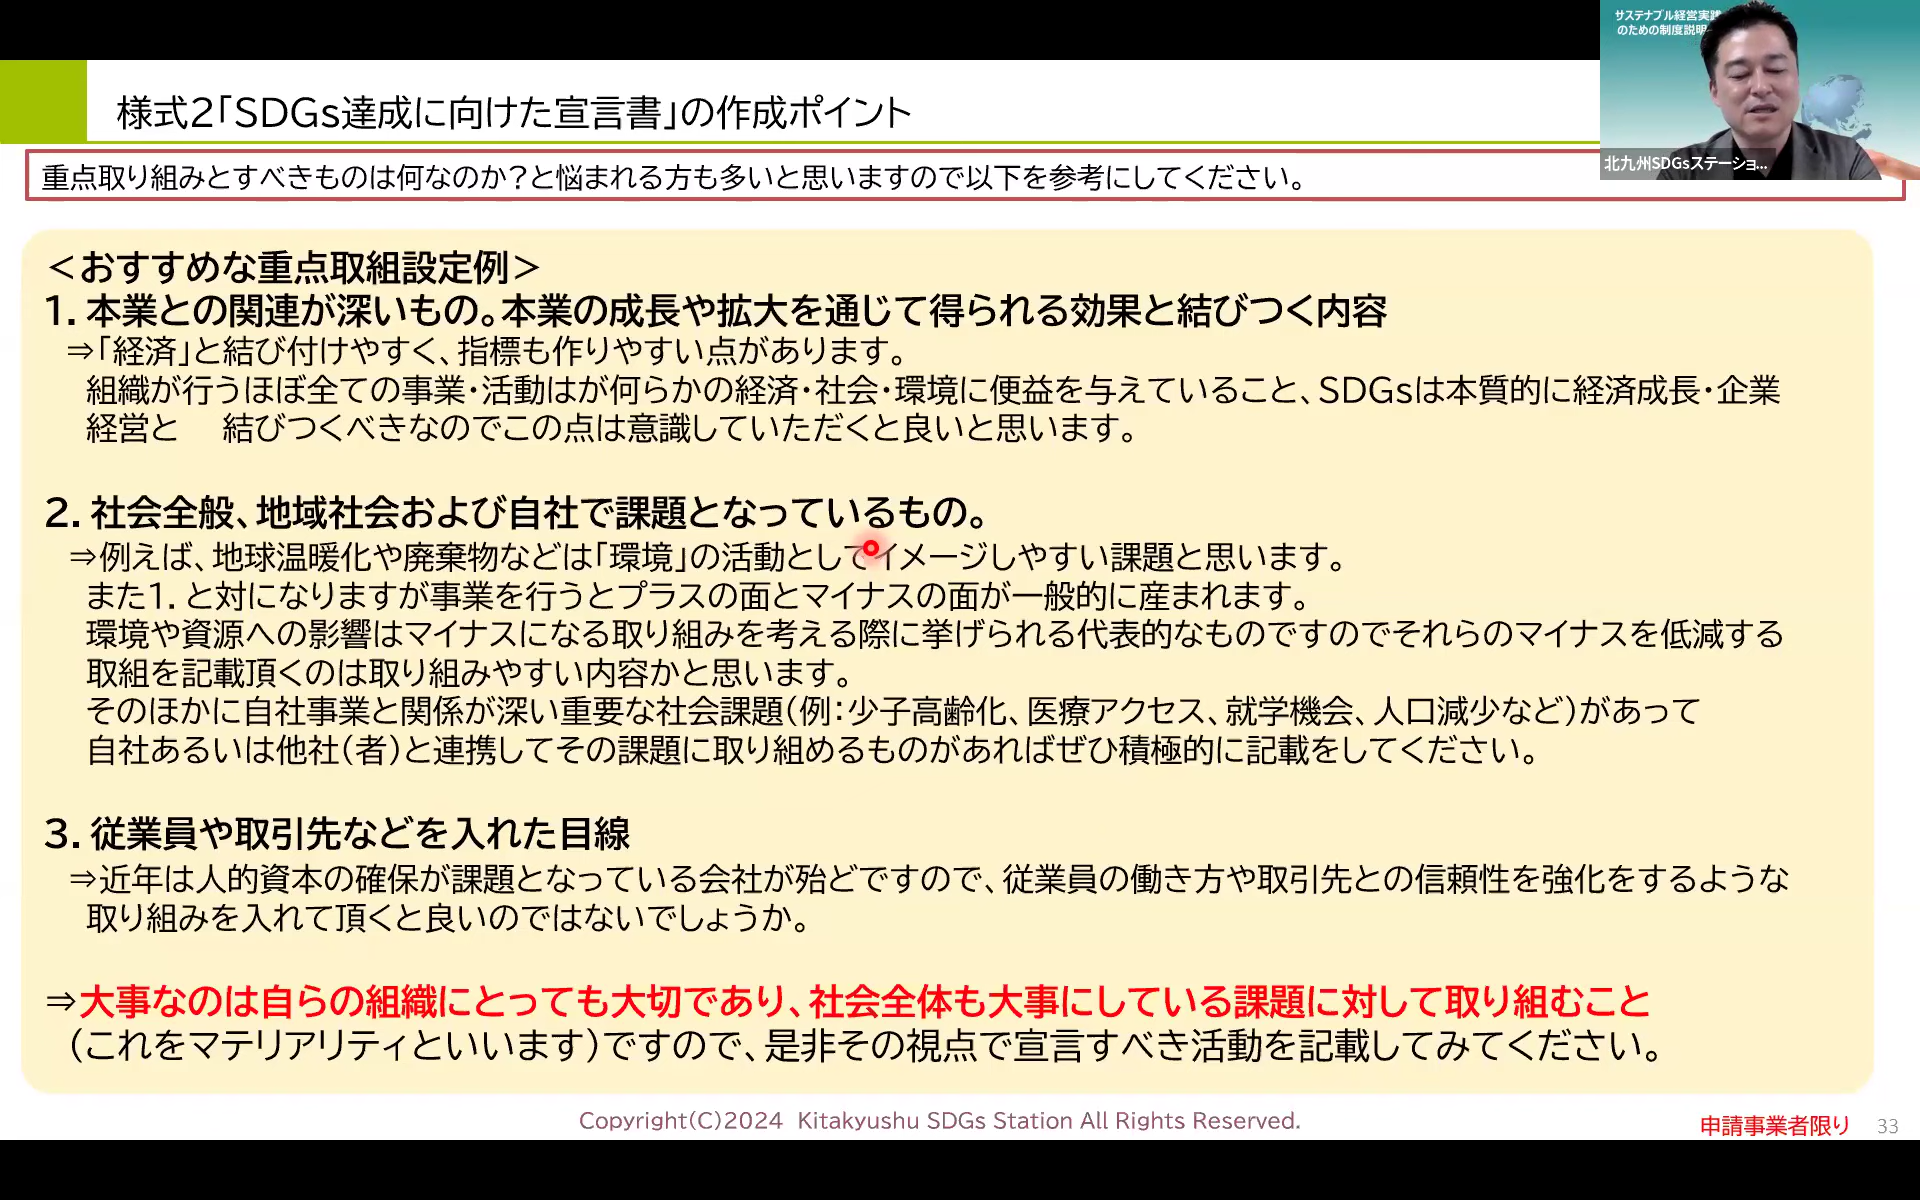 サステナブル経営実践
のための制度説明
北九州SDGsステーショ...
様式2「SDGs達成に向けた宣言書」の作成ポイント
重点取り組みとすべきものは何なのか？と悩まれる方も多いと思いますので以下を参考にしてください。
＜おすすめな重点取組設定例＞
1. 本業との関連が深いもの。本業の成長や拡大を通じて得られる効果と結びつく内容
⇒「経済」と結び付けやすく、指標も作りやすい点があります。
組織が行うほぼ全ての事業・活動はが何らかの経済・社会・環境に便益を与えていること、SDGsは本質的に経済成長・企業
経営と　結びつくべきなのでこの点は意識していただくと良いと思います。
2. 社会全般、地域社会および自社で課題となっているもの。
⇒例えば、地球温暖化や廃棄物などは「環境」の活動としてイメージしやすい課題と思います。
また1. と対になりますが事業を行うとプラスの面とマイナスの面が一般的に産まれます。
環境や資源への影響はマイナスになる取り組みを考える際に挙げられる代表的なものですのでそれらのマイナスを低減する
取組を記載頂くのは取り組みやすい内容かと思います。
そのほかに自社事業と関係が深い重要な社会課題（例：少子高齢化、医療アクセス、就学機会、人口減少など）があって
自社あるいは他社（者）と連携してその課題に取り組めるものがあればぜひ積極的に記載をしてください。
3. 従業員や取引先などを入れた目線
⇒近年は人的資本の確保が課題となっている会社が殆どですので、従業員の働き方や取引先との信頼性を強化をするような
取り組みを入れて頂くと良いのではないでしょうか。
⇒大事なのは自らの組織にとっても大切であり、社会全体も大事にしている課題に対して取り組むこと
（これをマテリアリティといいます）ですので、是非その視点で宣言すべき活動を記載してみてください。
Copyright(C)2024 Kitakyushu SDGs Station All Rights Reserved.
申請事業者限り 33